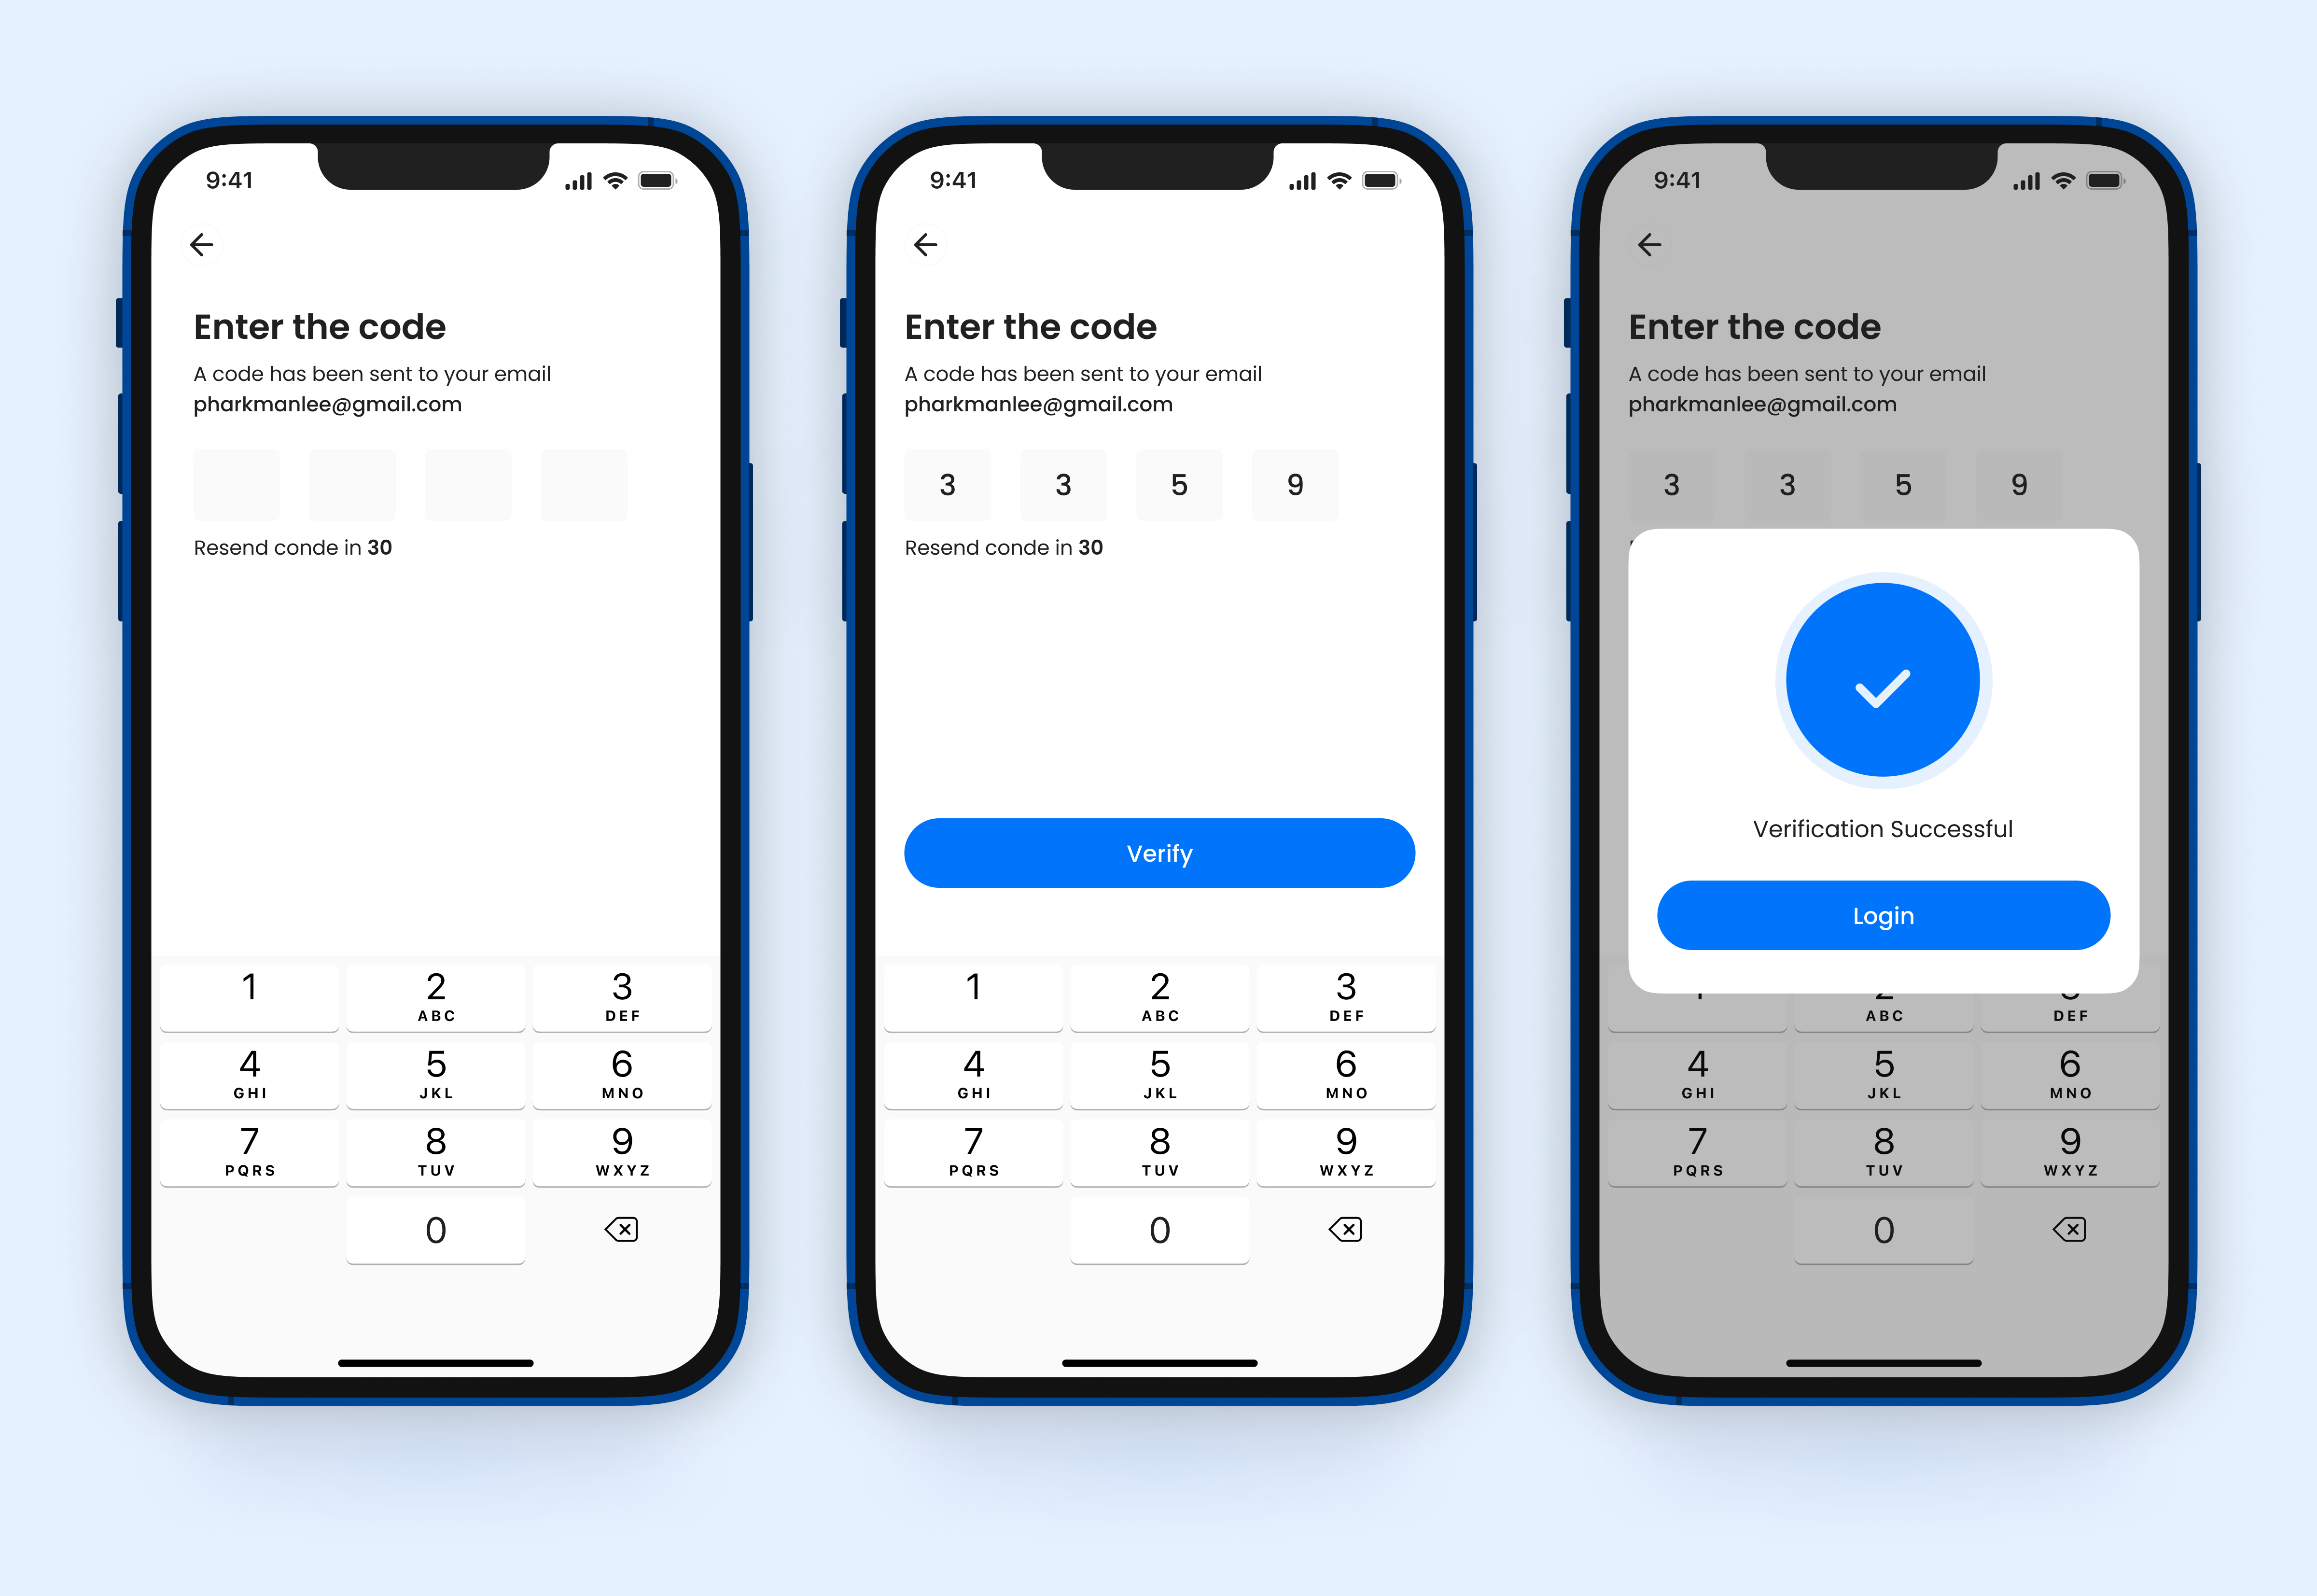 9:41
Enter the code
A code has been sent to your email
pharkmanlee@gmail.com
Resend conde in 30
1
2
3
ABC
DEF
4
5
6
GHI
JKL
MNO
7
8
9
PQRS
TUV
WXYZ
0
9:41
Enter the code
A code has been sent to your email
pharkmanlee@gmail.com
3 3 5 9
Resend conde in 30
Verify
1
2
3
ABC
DEF
4
5
6
GHI
JKL
MNO
7
8
9
PQRS
TUV
WXYZ
0
9:41
Enter the code
A code has been sent to your email
pharkmanlee@gmail.com
3 3 5 9
Verification Successful
Login
ABC
DEF
4
5
6
GHI
JKL
MNO
7
8
9
PQRS
TUV
WXYZ
0